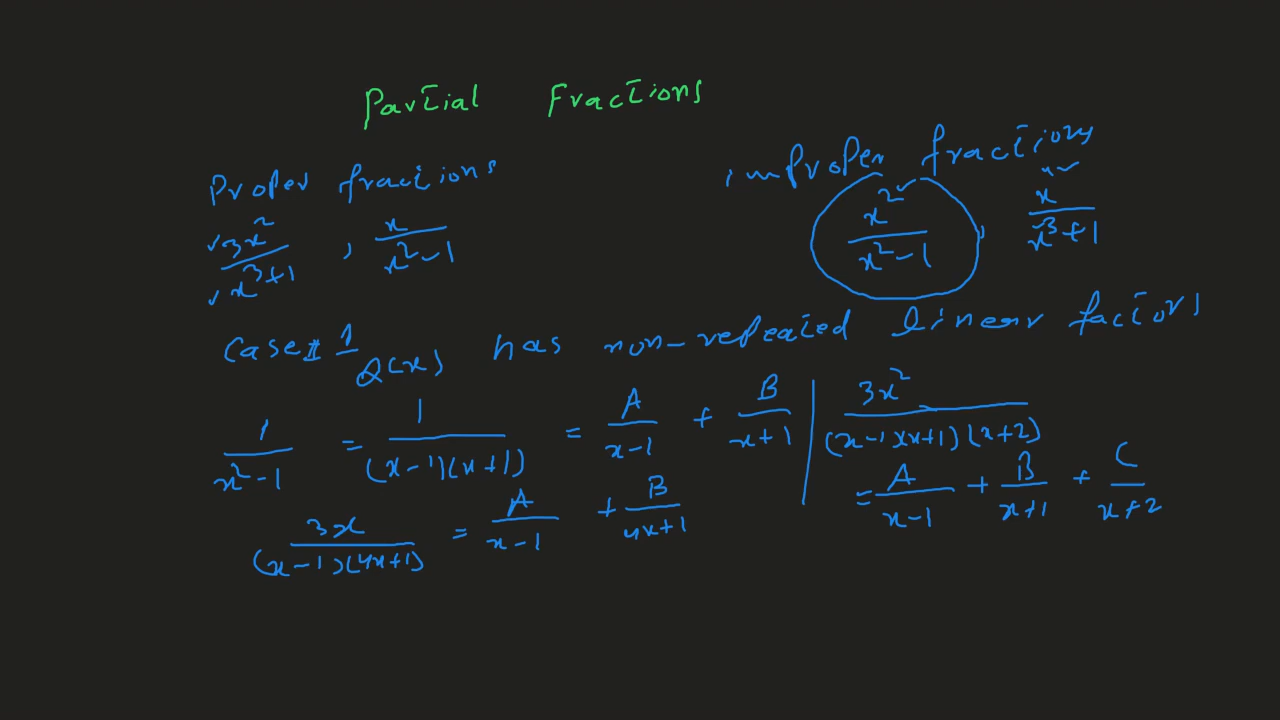 Partial Fractions
Proper fractions
improper fractions
3x²/(x³+1) , x/(x²-1)
x²/(x²-1) , x/(x³+1)
Case# 1 Q(x) has non-repeated linear factors
1/(x²-1) = 1/((x-1)(x+1)) = A/(x-1) + B/(x+1)
3x²/((x-1)(x+1)(x+2))
= A/(x-1) + B/(x+1) + C/(x+2)
3x/((x-1)(4x+1)) = A/(x-1) + B/(4x+1)